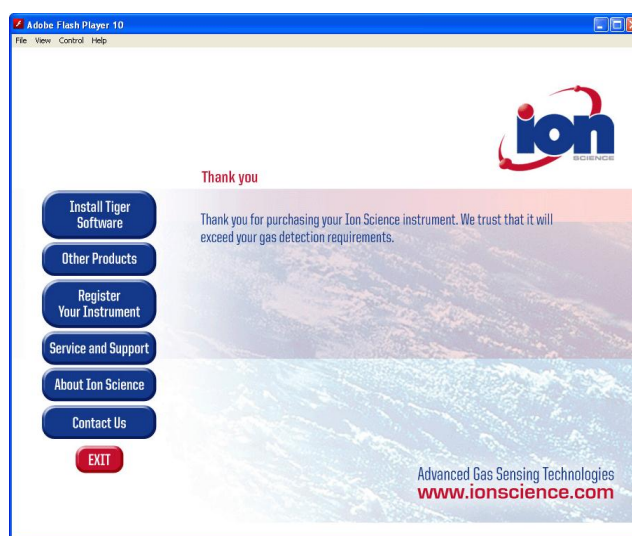 Adobe Flash Player 10
File View Control Help
ion
SCIENCE
Thank you
Thank you for purchasing your Ion Science instrument. We trust that it will
exceed your gas detection requirements.
Install Tiger
Software
Other Products
Register
Your Instrument
Service and Support
About Ion Science
Contact Us
EXIT
Advanced Gas Sensing Technologies
www.ionscience.com